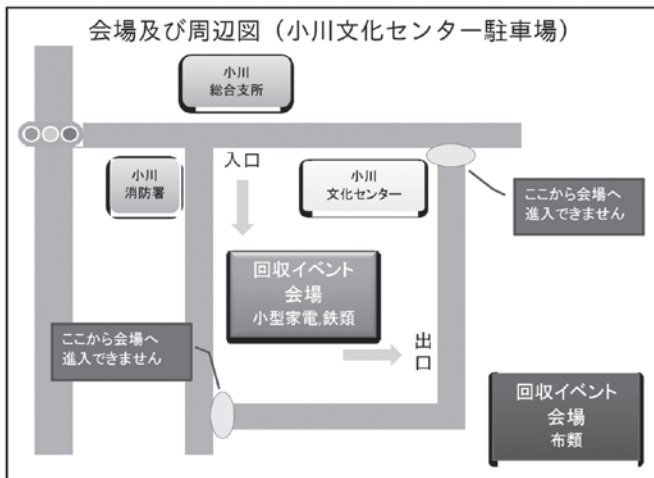 会場及び周辺図（小川文化センター駐車場）
小川
総合支所
小川
消防署
入口
小川
文化センター
ここから会場へ
進入できません
回収イベント
会場
小型家電,鉄類
ここから会場へ
進入できません
出
口
回収イベント
会場
布類